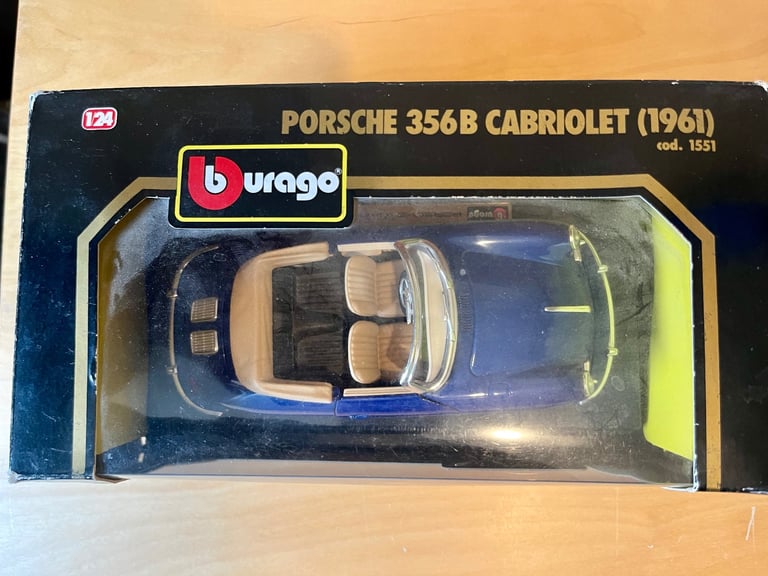 1/24
PORSCHE 356B CABRIOLET (1961)
cod. 1551
burago®